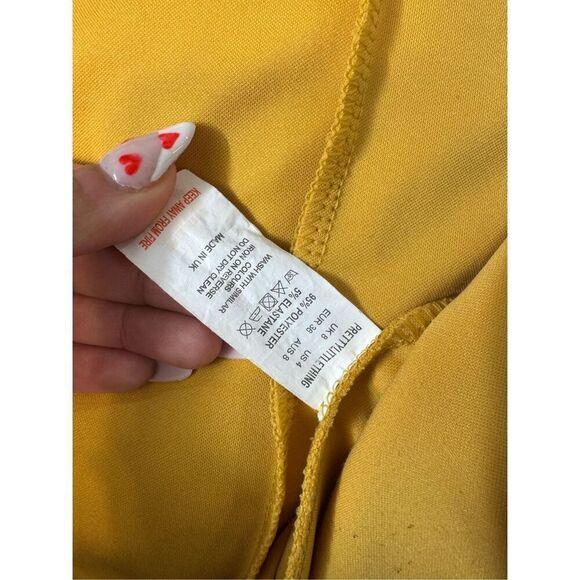 PRETTYLITTLETHING
UK 8 US 4
EUR 36 AUS 8
95% POLYESTER
5% ELASTANE
WASH WITH SIMILAR
COLOURS
IRON ON REVERSE
DO NOT DRY CLEAN
MADE IN UK
KEEP AWAY FROM FIRE